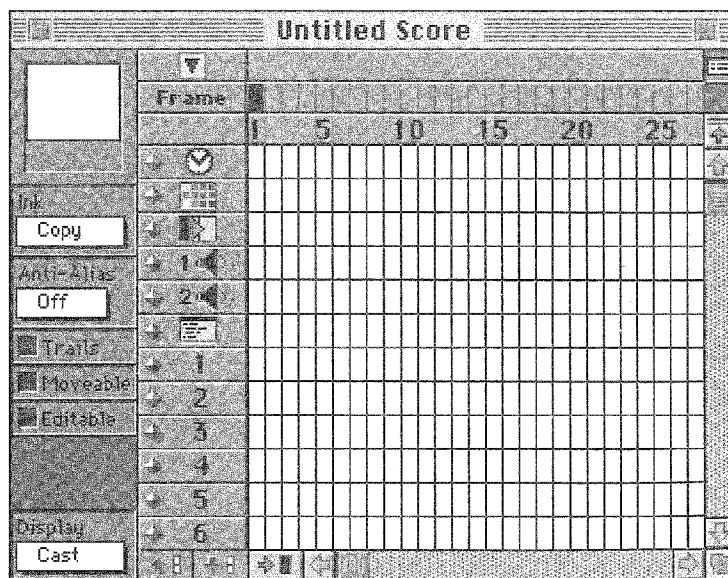 Untitled Score
Frame
1 5 10 15 20 25
Ink
Copy
Anti-Alias
Off
Trails
Moveable
Editable
Display
Cast
1
2
1
2
3
4
5
6